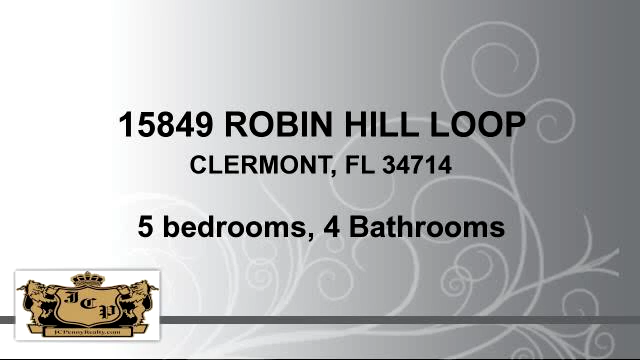 15849 ROBIN HILL LOOP
CLERMONT, FL 34714
5 bedrooms, 4 Bathrooms
JCP
JCPennyRealty.com